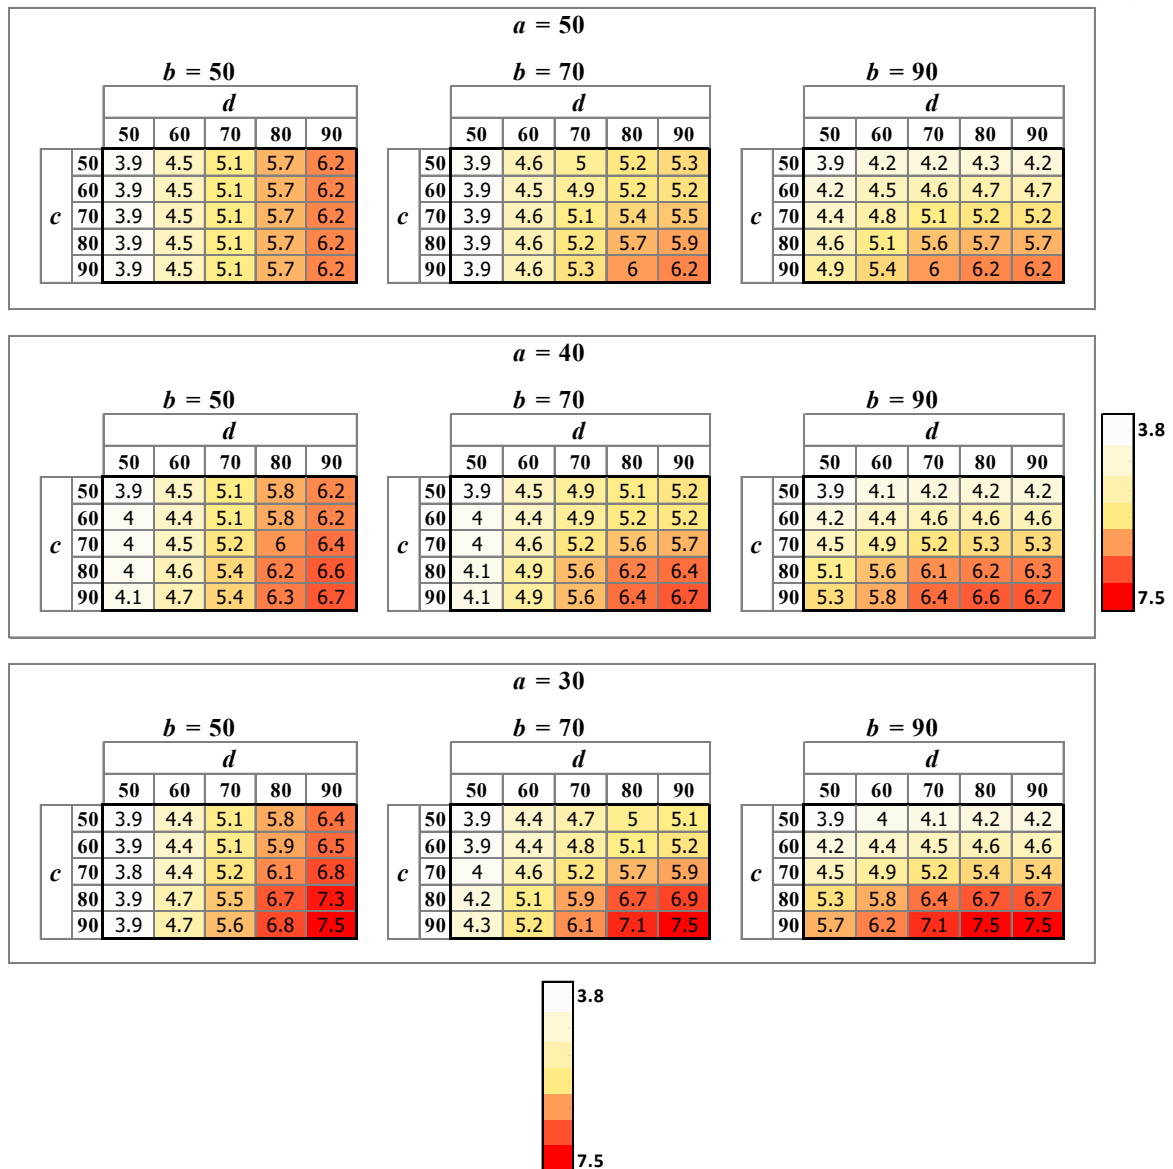 a = 50
b = 50 b = 70 b = 90
d d d
50 60 70 80 90 50 60 70 80 90 50 60 70 80 90
50 3.9 4.5 5.1 5.7 6.2 50 3.9 4.6 5 5.2 5.3 50 3.9 4.2 4.2 4.3 4.2
60 3.9 4.5 5.1 5.7 6.2 60 3.9 4.5 4.9 5.2 5.2 60 4.2 4.5 4.6 4.7 4.7
c 70 3.9 4.5 5.1 5.7 6.2 c 70 3.9 4.6 5.1 5.4 5.5 c 70 4.4 4.8 5.1 5.2 5.2
80 3.9 4.5 5.1 5.7 6.2 80 3.9 4.6 5.2 5.7 5.9 80 4.6 5.1 5.6 5.7 5.7
90 3.9 4.5 5.1 5.7 6.2 90 3.9 4.6 5.3 6 6.2 90 4.9 5.4 6 6.2 6.2
a = 40
b = 50 b = 70 b = 90
d d d
50 60 70 80 90 50 60 70 80 90 50 60 70 80 90
50 3.9 4.5 5.1 5.8 6.2 50 3.9 4.5 4.9 5.1 5.2 50 3.9 4.1 4.2 4.2 4.2
60 4 4.4 5.1 5.8 6.2 60 4 4.4 4.9 5.2 5.2 60 4.2 4.4 4.6 4.6 4.6
c 70 4 4.5 5.2 6 6.4 c 70 4 4.6 5.2 5.6 5.7 c 70 4.5 4.9 5.2 5.3 5.3
80 4 4.6 5.4 6.2 6.6 80 4.1 4.9 5.6 6.2 6.4 80 5.1 5.6 6.1 6.2 6.3
90 4.1 4.7 5.4 6.3 6.7 90 4.1 4.9 5.6 6.4 6.7 90 5.3 5.8 6.4 6.6 6.7
3.8
7.5
a = 30
b = 50 b = 70 b = 90
d d d
50 60 70 80 90 50 60 70 80 90 50 60 70 80 90
50 3.9 4.4 5.1 5.8 6.4 50 3.9 4.4 4.7 5 5.1 50 3.9 4 4.1 4.2 4.2
60 3.9 4.4 5.1 5.9 6.5 60 3.9 4.4 4.8 5.1 5.2 60 4.2 4.4 4.5 4.6 4.6
c 70 3.8 4.4 5.2 6.1 6.8 c 70 4 4.6 5.2 5.7 5.9 c 70 4.5 4.9 5.2 5.4 5.4
80 3.9 4.7 5.5 6.7 7.3 80 4.2 5.1 5.9 6.7 6.9 80 5.3 5.8 6.4 6.7 6.7
90 3.9 4.7 5.6 6.8 7.5 90 4.3 5.2 6.1 7.1 7.5 90 5.7 6.2 7.1 7.5 7.5
3.8
7.5